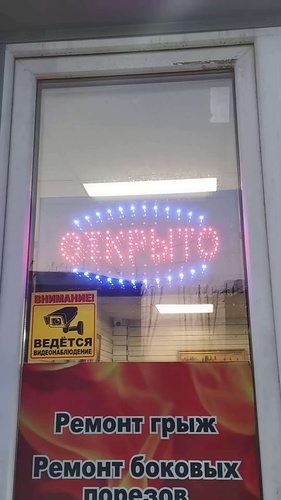 ОТКРЫТО
ВНИМАНИЕ!
ВЕДЁТСЯ
ВИДЕОНАБЛЮДЕНИЕ
Ремонт грыж
Ремонт боковых
порезов